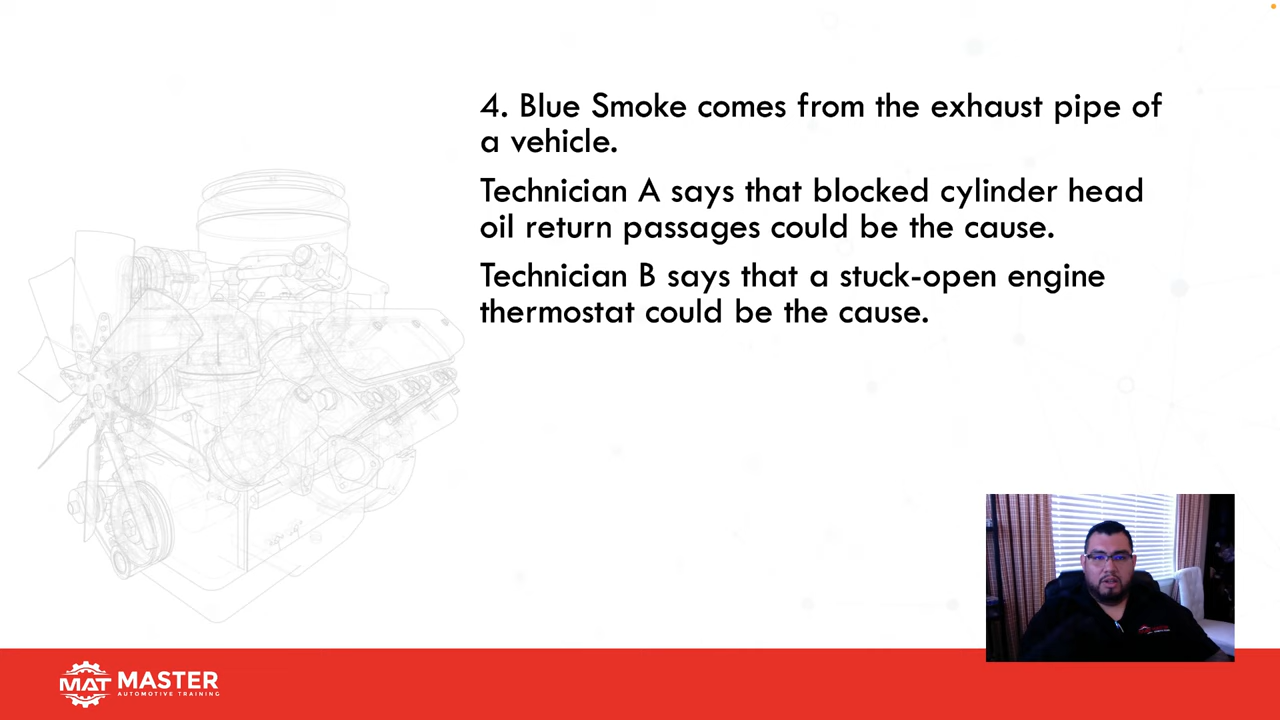 4. Blue Smoke comes from the exhaust pipe of
a vehicle.
Technician A says that blocked cylinder head
oil return passages could be the cause.
Technician B says that a stuck-open engine
thermostat could be the cause.
MAT MASTER
AUTOMOTIVE TRAINING